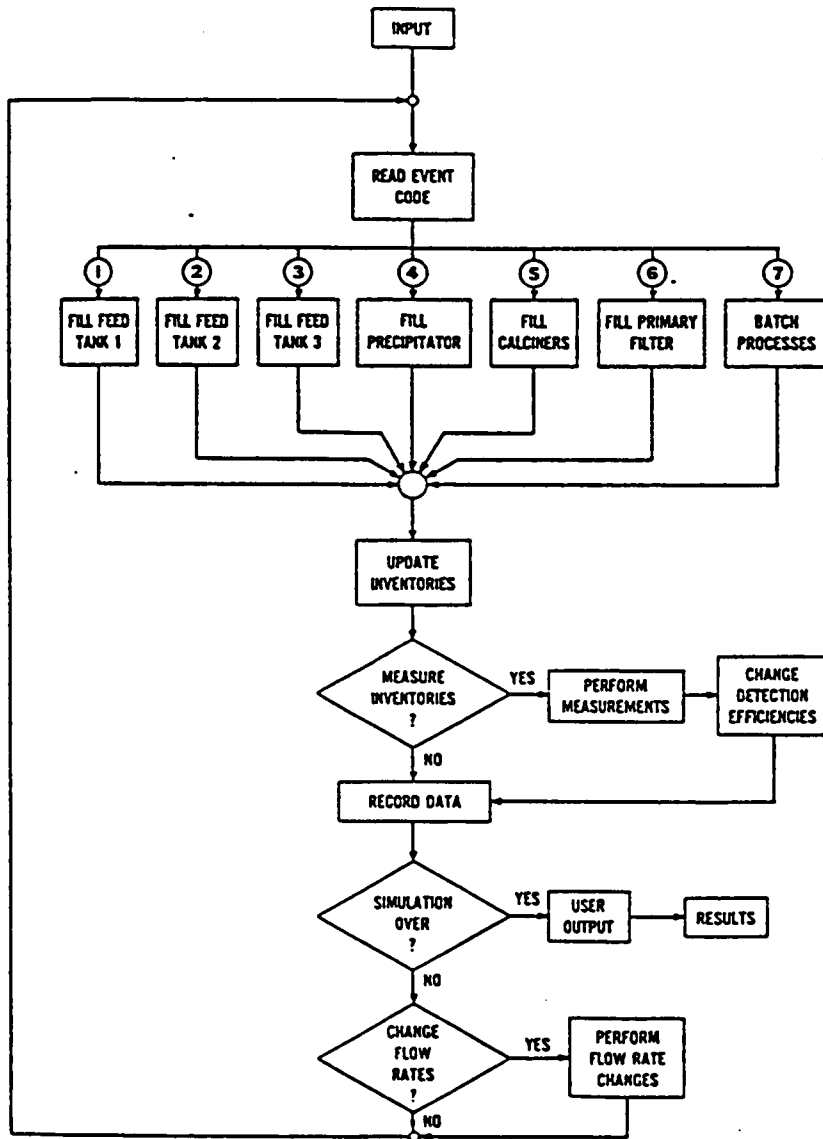 INPUT
READ EVENT
CODE
1 2 3 4 5 6 7
FILL FEED
TANK 1
FILL FEED
TANK 2
FILL FEED
TANK 3
FILL
PRECIPITATOR
FILL
CALCINERS
FILL PRIMARY
FILTER
BATCH
PROCESSES
UPDATE
INVENTORIES
MEASURE
INVENTORIES
?
YES
PERFORM
MEASUREMENTS
CHANGE
DETECTION
EFFICIENCIES
NO
RECORD DATA
SIMULATION
OVER
?
YES
USER
OUTPUT
RESULTS
NO
CHANGE
FLOW
RATES
?
YES
PERFORM
FLOW RATE
CHANGES
NO